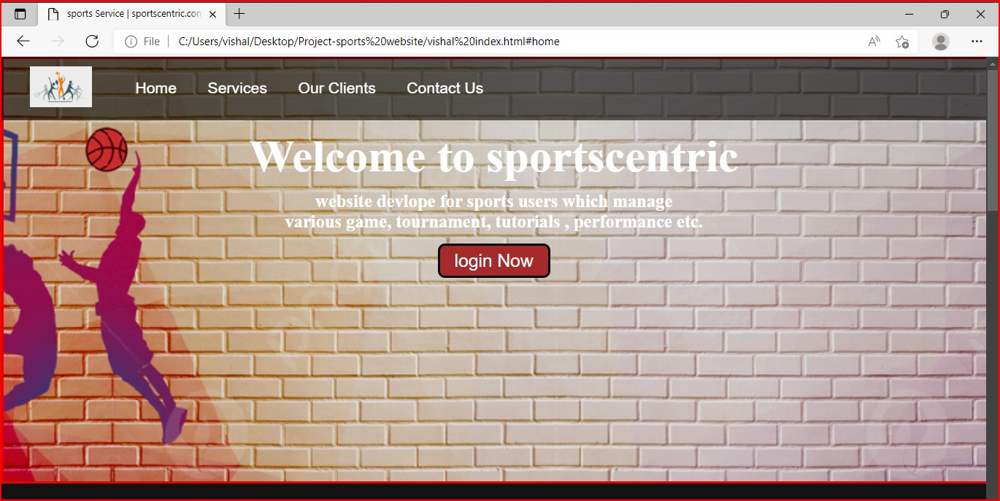 sports Service | sportscentric.com
File
C:/Users/vishal/Desktop/Project-sports%20website/vishal%20index.html#home
Home Services Our Clients Contact Us
Welcome to sportscentric
website devlope for sports users which manage
various game, tournament, tutorials , performance etc.
login Now